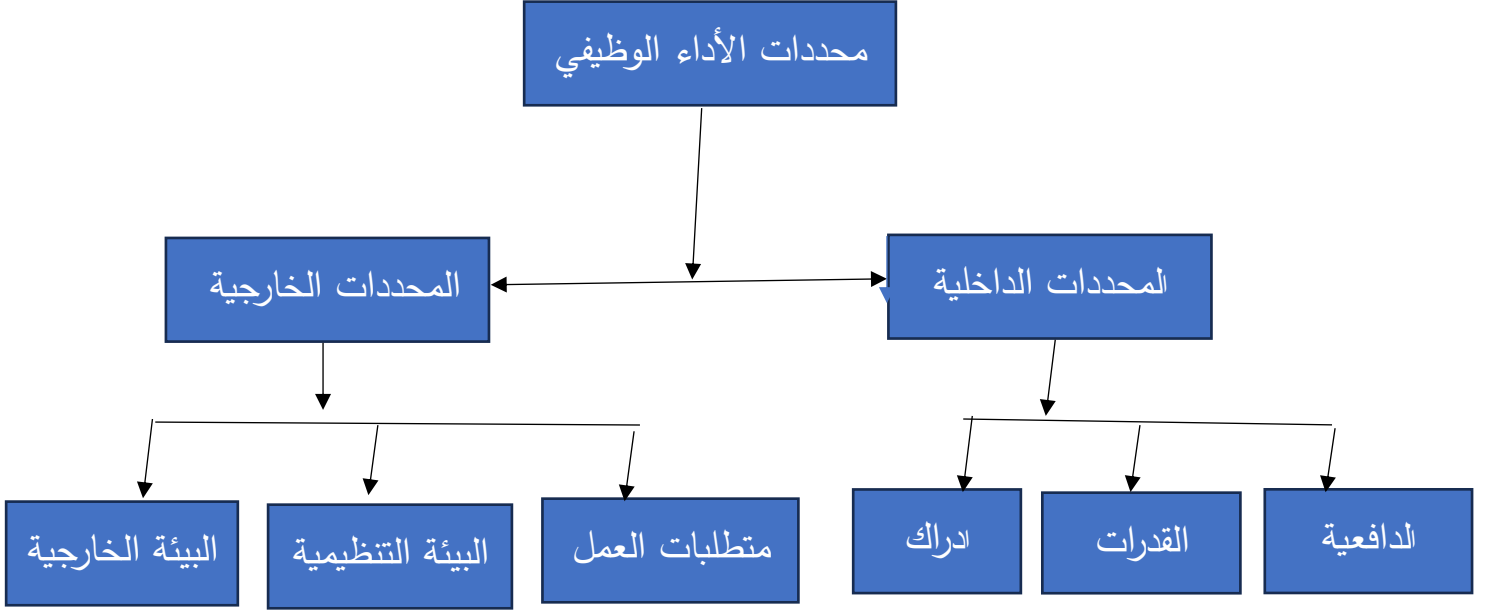 محددات الأداء الوظيفي
المحددات الداخلية
المحددات الخارجية
الدافعية
القدرات
ادراك
متطلبات العمل
البيئة التنظيمية
البيئة الخارجية